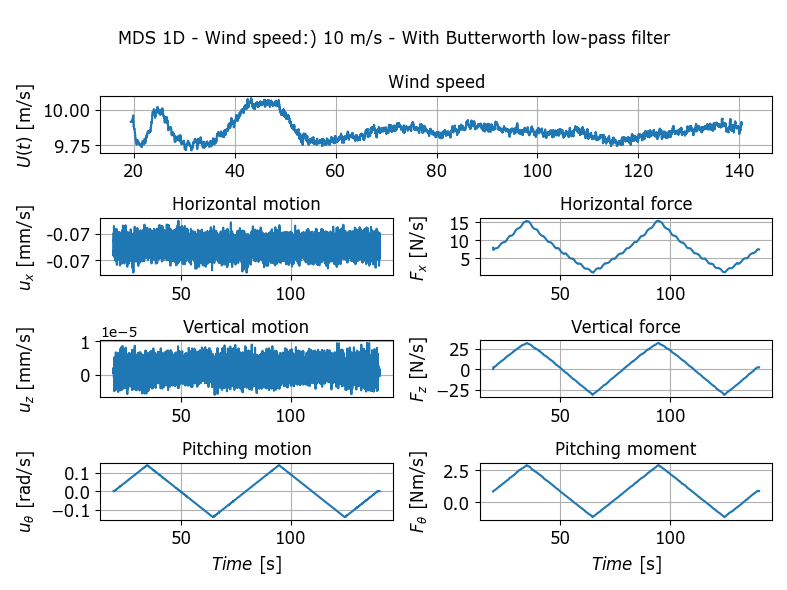 MDS 1D - Wind speed:) 10 m/s - With Butterworth low-pass filter
Wind speed
U(t) [m/s]
10.00
9.75
20 40 60 80 100 120 140
Horizontal motion
u_x [mm/s]
-0.07
-0.07
50 100
Horizontal force
F_x [N/s]
15
10
5
50 100
Vertical motion
1e−5
u_z [mm/s]
1
0
50 100
Vertical force
F_z [N/s]
25
0
−25
50 100
Pitching motion
u_θ [rad/s]
0.1
0.0
−0.1
50 100
Time [s]
Pitching moment
F_θ [Nm/s]
2.5
0.0
50 100
Time [s]